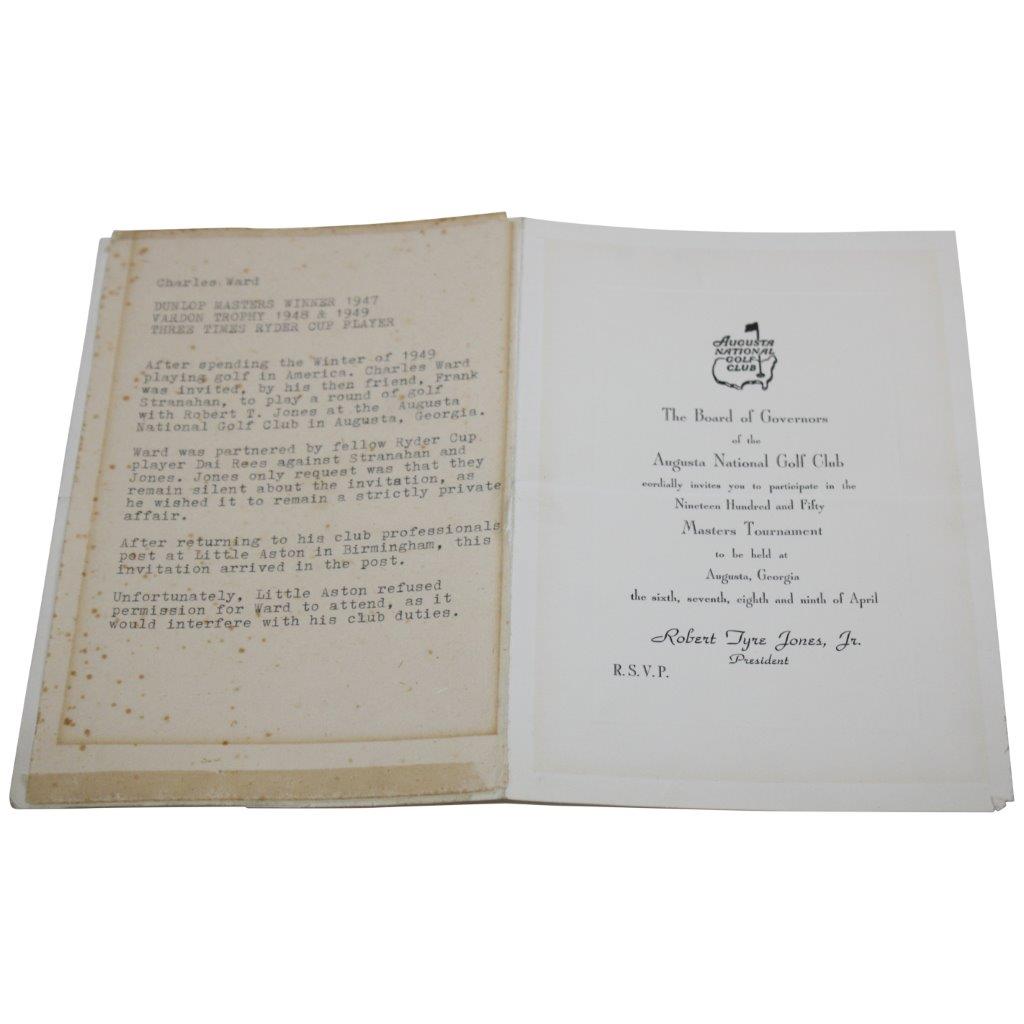 Charles Ward
DUNLOP MASTERS WINNER 1947
VARDON TROPHY 1948 & 1949
THREE TIMES RYDER CUP PLAYER
After spending the Winter of 1949
playing golf in America. Charles Ward
was invited, by his then friend, Frank
Stranahan, to play a round of golf
with Robert T. Jones at the Augusta
National Golf Club in Augusta, Georgia.
Ward was partnered by fellow Ryder Cup
player Dai Rees against Stranahan and
Jones. Jones only request was that they
remain silent about the invitation, as
he wished it to remain a strictly private
affair.
After returning to his club professionals
post at Little Aston in Birmingham, this
invitation arrived in the post.
Unfortunately, Little Aston refused
permission for Ward to attend, as it
would interfere with his club duties.
AUGUSTA
NATIONAL
GOLF
CLUB
The Board of Governors
of the
Augusta National Golf Club
cordially invites you to participate in the
Nineteen Hundred and Fifty
Masters Tournament
to be held at
Augusta, Georgia
the sixth, seventh, eighth and ninth of April
Robert Tyre Jones, Jr.
President
R.S.V.P.